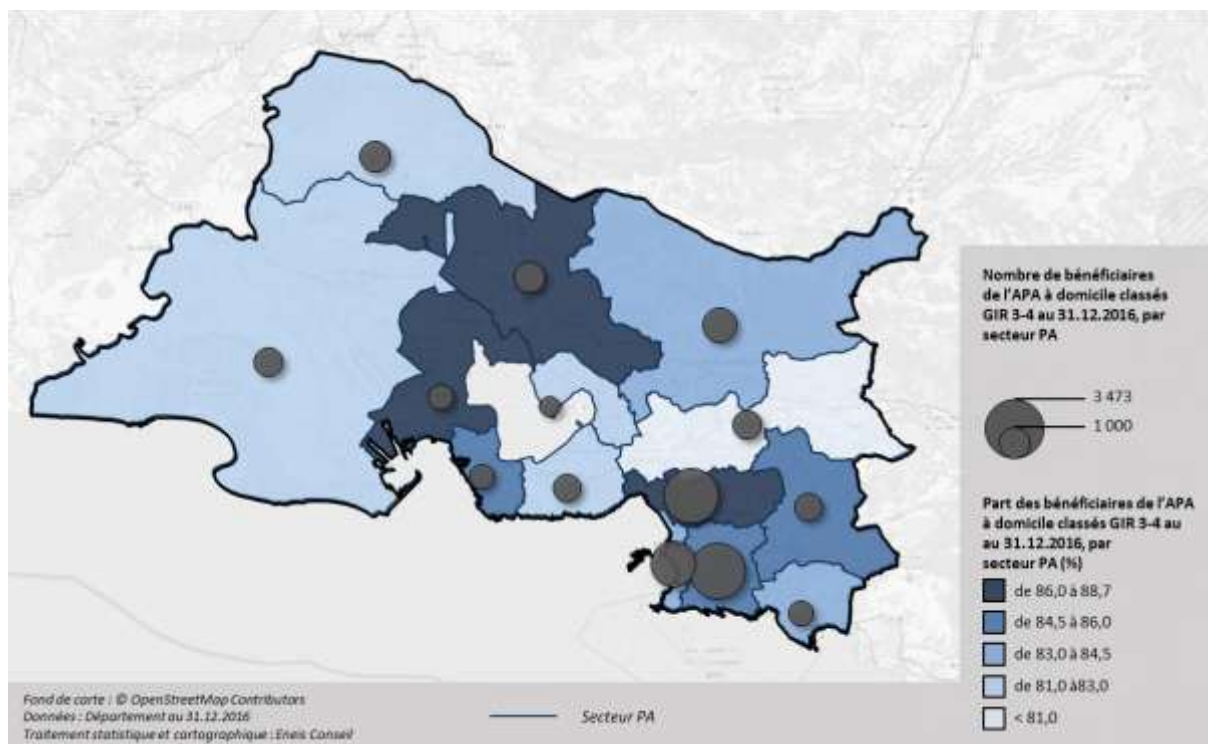 Nombre de bénéficiaires
de l'APA à domicile classés
GIR 3-4 au 31.12.2016, par
secteur PA
3 473
1 000
Part des bénéficiaires de l'APA
à domicile classés GIR 3-4 au
au 31.12.2016, par
secteur PA (%)
de 86,0 à 88,7
de 84,5 à 86,0
de 83,0 à 84,5
de 81,0 à83,0
< 81,0
Fond de carte : © OpenStreetMap Contributors
Données : Département au 31.12.2016
Traitement statistique et cartographique : Eneis Conseil
Secteur PA